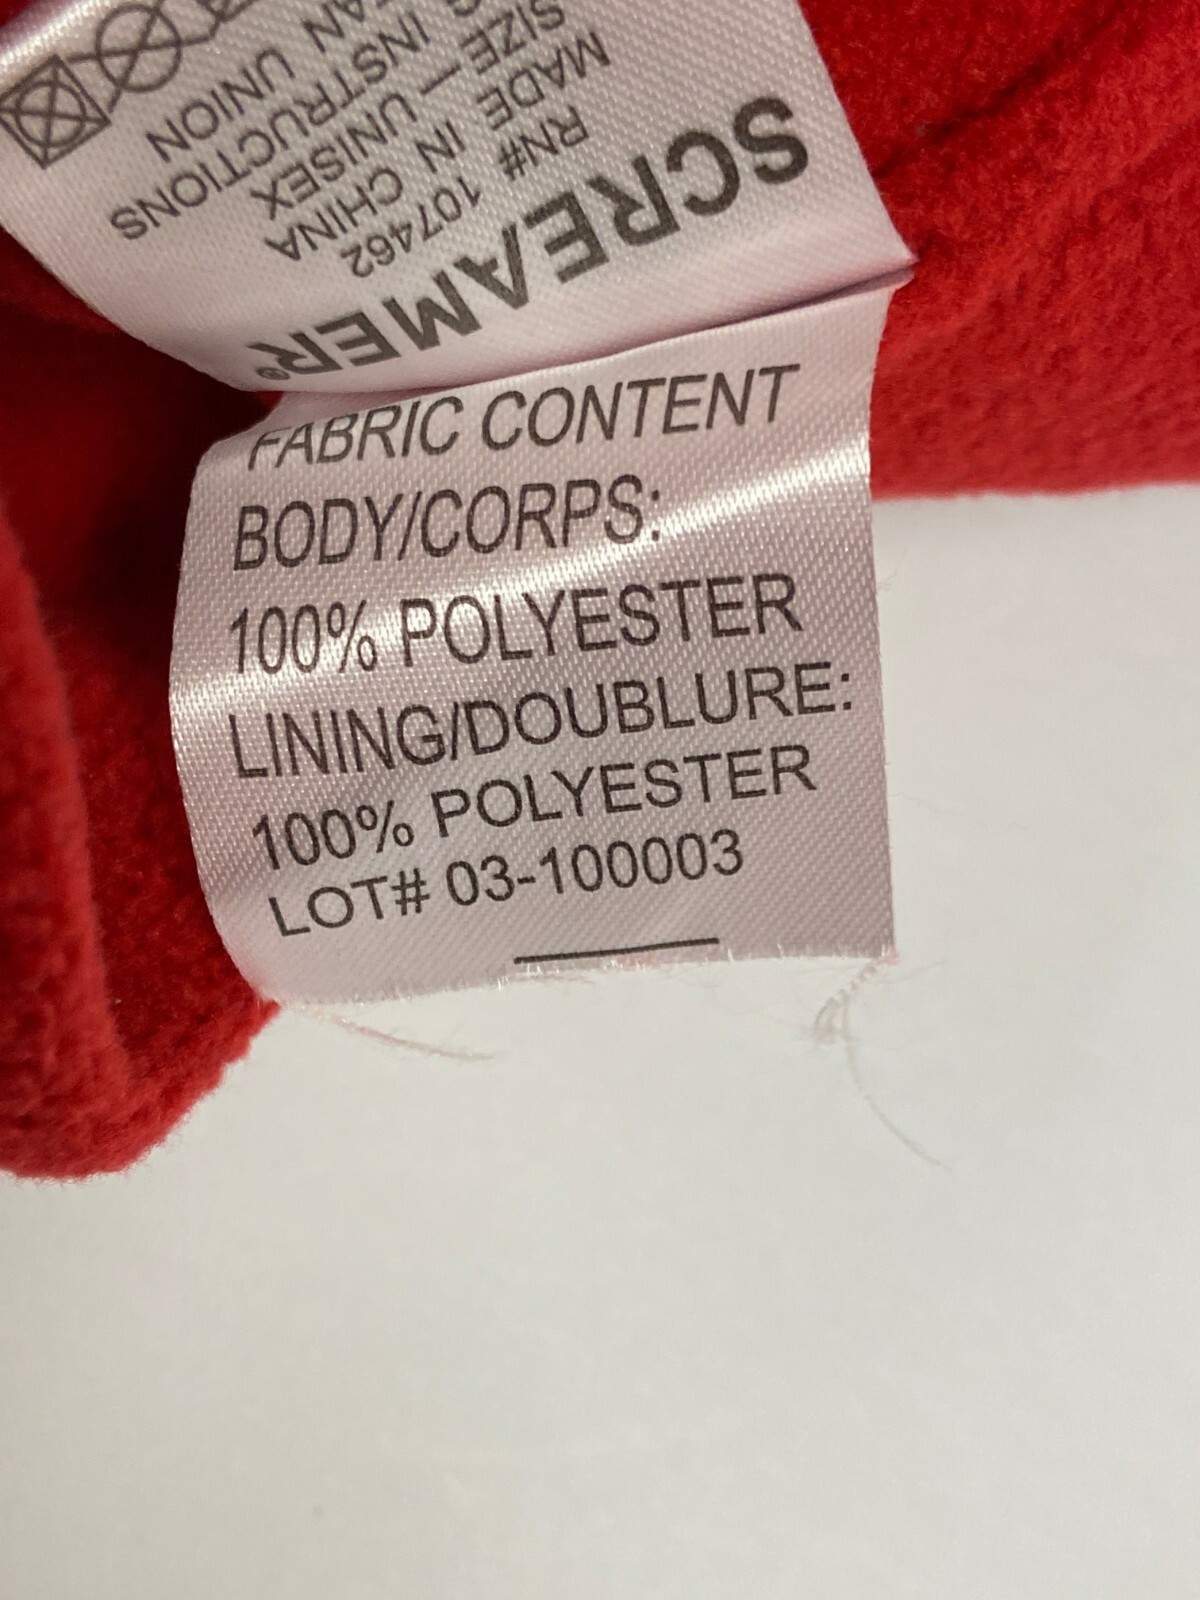 SCREAMER®
RN# 107462
MADE IN CHINA
SIZE — UNISEX
INSTRUCTIONS
UNION
FABRIC CONTENT
BODY/CORPS:
100% POLYESTER
LINING/DOUBLURE:
100% POLYESTER
LOT# 03-100003